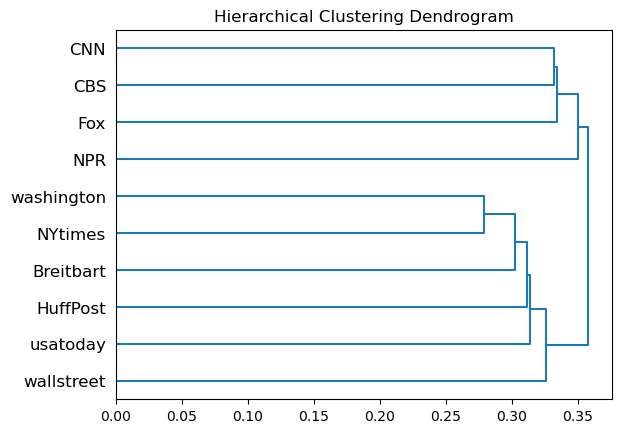 Hierarchical Clustering Dendrogram
CNN
CBS
Fox
NPR
washington
NYtimes
Breitbart
HuffPost
usatoday
wallstreet
0.00 0.05 0.10 0.15 0.20 0.25 0.30 0.35